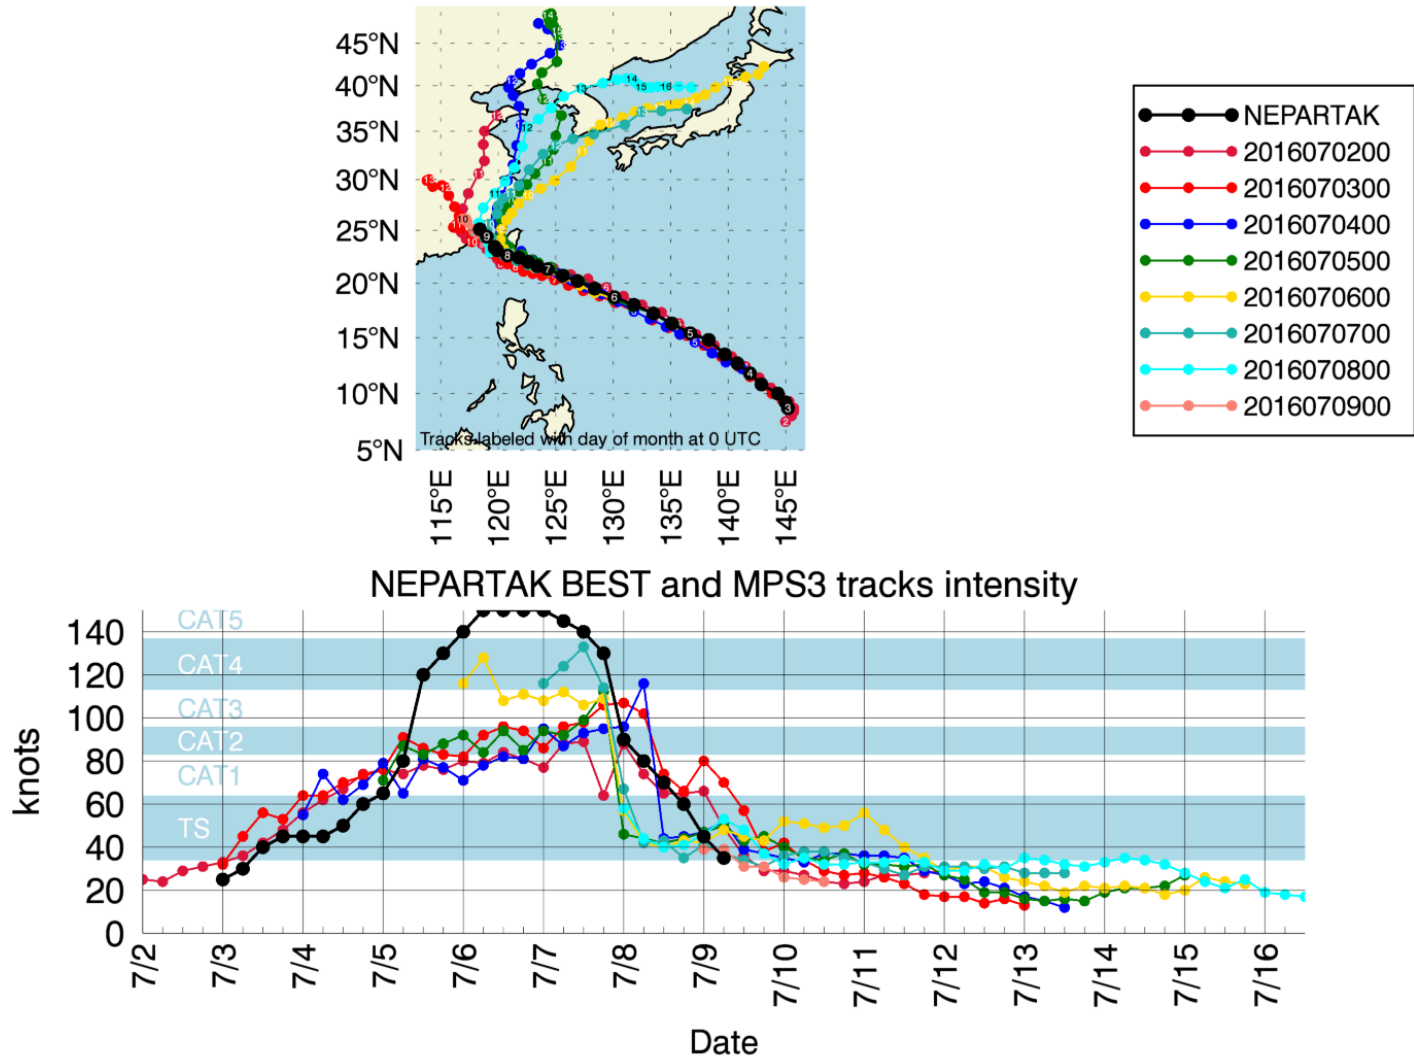 45°N
40°N
35°N
30°N
25°N
20°N
15°N
10°N
5°N
Tracks labeled with day of month at 0 UTC
115°E
120°E
125°E
130°E
135°E
140°E
145°E
NEPARTAK
2016070200
2016070300
2016070400
2016070500
2016070600
2016070700
2016070800
2016070900
NEPARTAK BEST and MPS3 tracks intensity
CAT5
CAT4
CAT3
CAT2
CAT1
TS
140
120
100
80
60
40
20
0
knots
7/2
7/3
7/4
7/5
7/6
7/7
7/8
7/9
7/10
7/11
7/12
7/13
7/14
7/15
7/16
Date